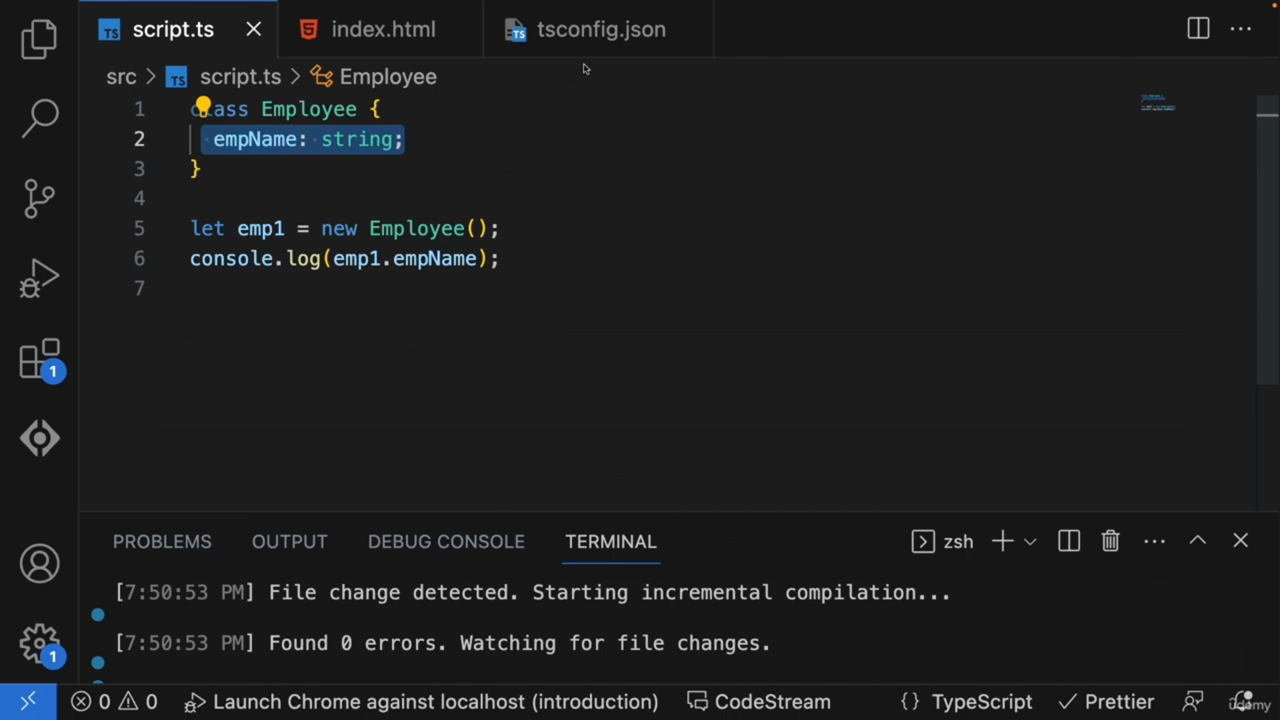 script.ts
index.html
tsconfig.json
src > script.ts > Employee
1 class Employee {
2 empName: string;
3 }
4
5 let emp1 = new Employee();
6 console.log(emp1.empName);
7
1
1
PROBLEMS OUTPUT DEBUG CONSOLE TERMINAL zsh
[7:50:53 PM] File change detected. Starting incremental compilation...
[7:50:53 PM] Found 0 errors. Watching for file changes.
0 0 Launch Chrome against localhost (introduction) CodeStream {} TypeScript Prettier
udemy